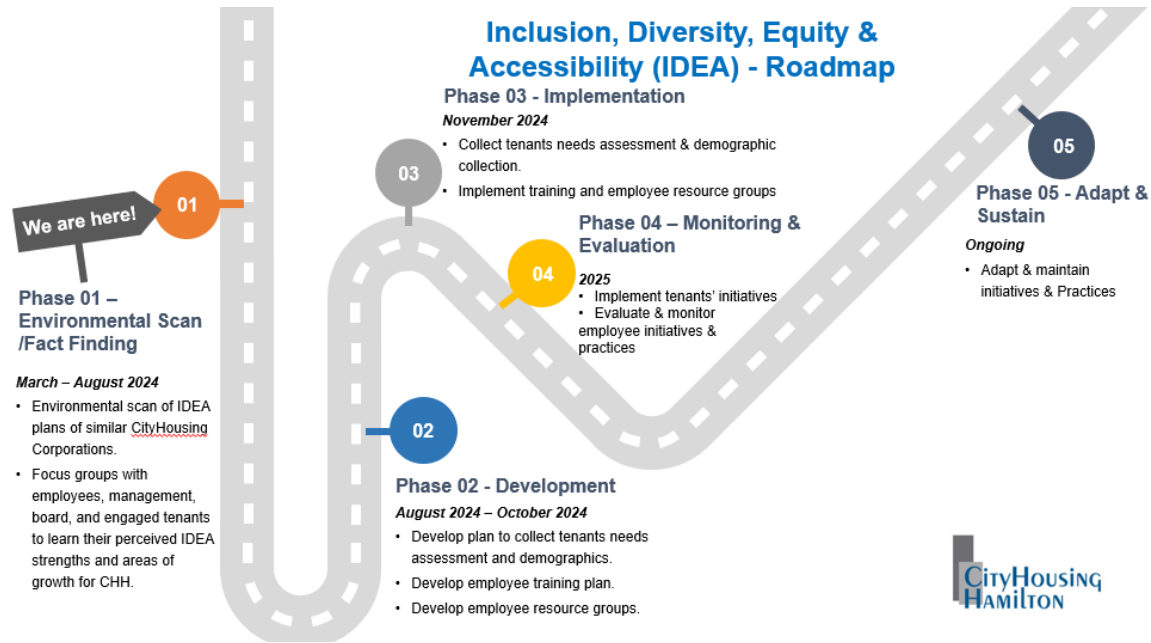 Inclusion, Diversity, Equity &
Accessibility (IDEA) - Roadmap
Phase 03 - Implementation
November 2024
• Collect tenants needs assessment & demographic
collection.
• Implement training and employee resource groups
03
01
We are here!
05
Phase 05 - Adapt &
Sustain
Ongoing
• Adapt & maintain
initiatives & Practices
Phase 04 – Monitoring &
Evaluation
04
2025
• Implement tenants' initiatives
• Evaluate & monitor
employee initiatives &
practices
Phase 01 –
Environmental Scan
/Fact Finding
March – August 2024
• Environmental scan of IDEA
plans of similar CityHousing
Corporations.
• Focus groups with
employees, management,
board, and engaged tenants
to learn their perceived IDEA
strengths and areas of
growth for CHH.
02
Phase 02 - Development
August 2024 – October 2024
• Develop plan to collect tenants needs
assessment and demographics.
• Develop employee training plan.
• Develop employee resource groups.
CityHousing
Hamilton